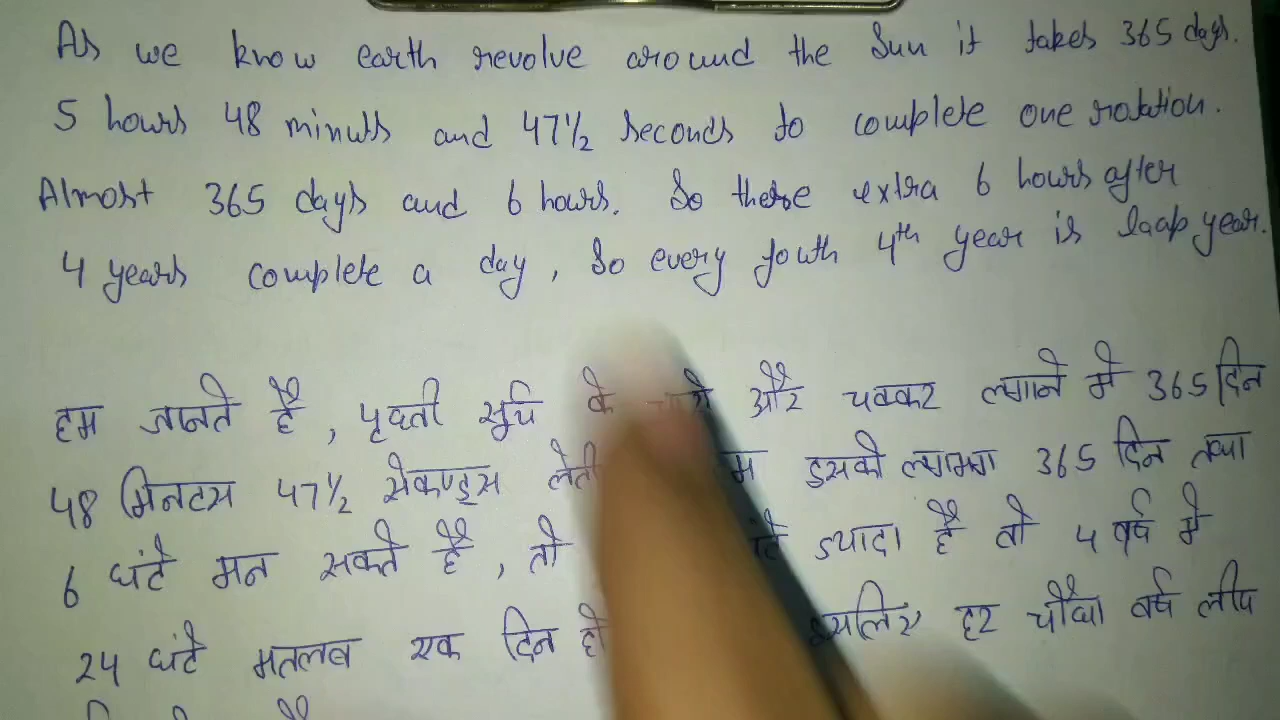 As we know earth revolve around the Sun it takes 365 days.
5 hours 48 minuts and 47½ seconds to complete one rotation.
Almost 365 days and 6 hours. So these extra 6 hours after
4 years complete a day, So every fouth 4th year is laap year.
हम जानते है, पृथ्वी सूर्य के और चक्कर लगाने मे 365 दिन
48 मिनटस 47½ सेकण्ड्स इसको लगभग 365 दिन तथा
6 घंटे मन सकते है, तो ज्यादा है तो 4 वर्ष मे
24 घंटे मतलब एक दिन इसलिए हर चौथा वर्ष लीप